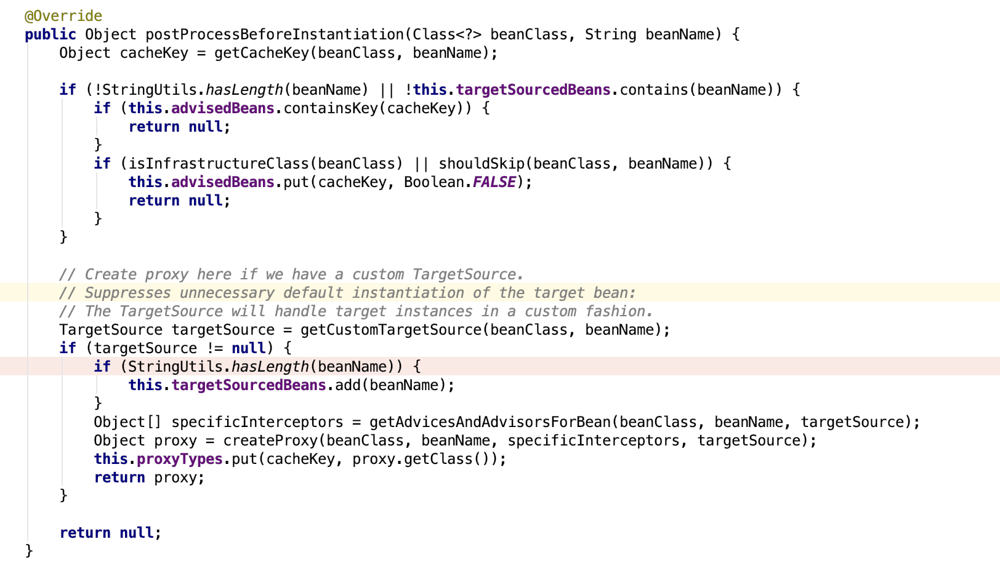 @Override
public Object postProcessBeforeInstantiation(Class<?> beanClass, String beanName) {
Object cacheKey = getCacheKey(beanClass, beanName);
if (!StringUtils.hasLength(beanName) || !this.targetSourcedBeans.contains(beanName)) {
if (this.advisedBeans.containsKey(cacheKey)) {
return null;
}
if (isInfrastructureClass(beanClass) || shouldSkip(beanClass, beanName)) {
this.advisedBeans.put(cacheKey, Boolean.FALSE);
return null;
}
}
// Create proxy here if we have a custom TargetSource.
// Suppresses unnecessary default instantiation of the target bean:
// The TargetSource will handle target instances in a custom fashion.
TargetSource targetSource = getCustomTargetSource(beanClass, beanName);
if (targetSource != null) {
if (StringUtils.hasLength(beanName)) {
this.targetSourcedBeans.add(beanName);
}
Object[] specificInterceptors = getAdvicesAndAdvisorsForBean(beanClass, beanName, targetSource);
Object proxy = createProxy(beanClass, beanName, specificInterceptors, targetSource);
this.proxyTypes.put(cacheKey, proxy.getClass());
return proxy;
}
return null;
}